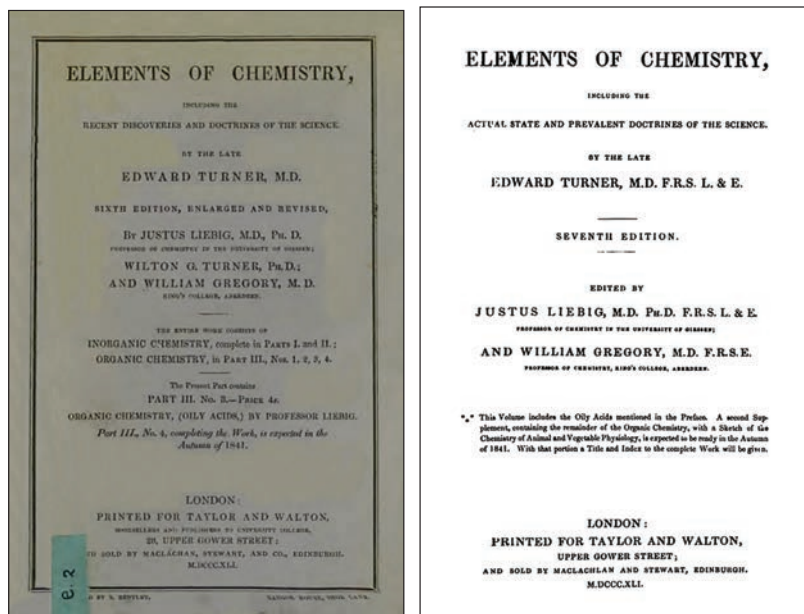 ELEMENTS OF CHEMISTRY,
INCLUDING THE
RECENT DISCOVERIES AND DOCTRINES OF THE SCIENCE.
BY THE LATE
EDWARD TURNER, M.D.
SIXTH EDITION, ENLARGED AND REVISED,
BY JUSTUS LIEBIG, M.D., PH. D.
PROFESSOR OF CHEMISTRY IN THE UNIVERSITY OF GIESSEN;
WILTON G. TURNER, PH.D.;
AND WILLIAM GREGORY, M. D.
KING'S COLLEGE, ABERDEEN.
THE ENTIRE WORK CONSISTS OF
INORGANIC CHEMISTRY, complete in PARTS I. and II.;
ORGANIC CHEMISTRY, in PART III., Nos. 1, 2, 3, 4.
The Present Part contains
PART III. No. 3.—PRICE 4s.
ORGANIC CHEMISTRY, (OILY ACIDS,) BY PROFESSOR LIEBIG.
Part III., No. 4, completing the Work, is expected in the
Autumn of 1841.
LONDON:
PRINTED FOR TAYLOR AND WALTON,
BOOKSELLERS AND PUBLISHERS TO UNIVERSITY COLLEGE,
28, UPPER GOWER STREET;
SOLD BY MACLACHAN, STEWART, AND CO., EDINBURGH.
M.DCCC.XLI.
BY S. BENTLEY,
e.2
ELEMENTS OF CHEMISTRY,
INCLUDING THE
ACTUAL STATE AND PREVALENT DOCTRINES OF THE SCIENCE.
BY THE LATE
EDWARD TURNER, M.D. F.R.S. L. & E.
SEVENTH EDITION.
EDITED BY
JUSTUS LIEBIG, M.D. PH.D. F.R.S. L. & E.
PROFESSOR OF CHEMISTRY IN THE UNIVERSITY OF GIESSEN;
AND WILLIAM GREGORY, M.D. F.R.S.E.
PROFESSOR OF CHEMISTRY, KING'S COLLEGE, ABERDEEN.
*** This Volume includes the Oily Acids mentioned in the Preface. A second Sup-
plement, containing the remainder of the Organic Chemistry, with a Sketch of the
Chemistry of Animal and Vegetable Physiology, is expected to be ready in the Autumn
of 1841. With that portion a Title and Index to the complete Work will be given.
LONDON:
PRINTED FOR TAYLOR AND WALTON,
UPPER GOWER STREET;
AND SOLD BY MACLACHLAN AND STEWART, EDINBURGH.
M.DCCC.XLI.